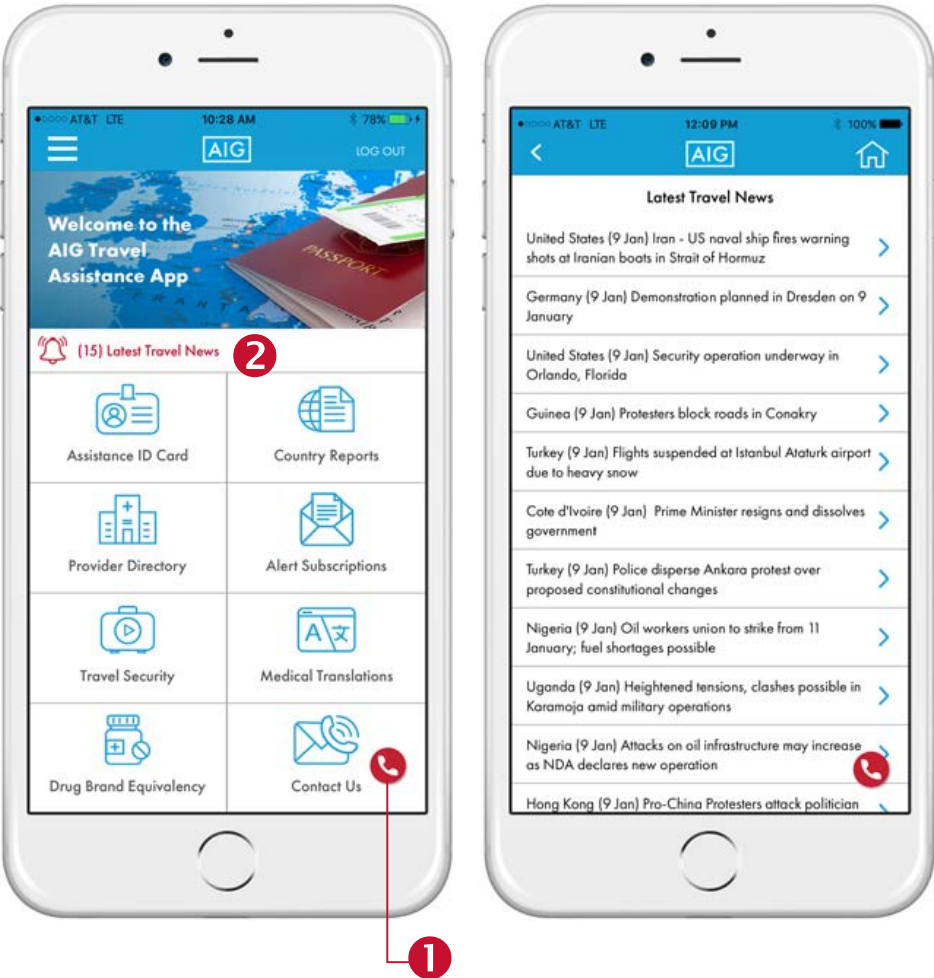 AT&T LTE 10:28 AM 78%
AIG
LOG OUT
Welcome to the
AIG Travel
Assistance App
PASSPORT
(15) Latest Travel News
2
Assistance ID Card
Country Reports
Provider Directory
Alert Subscriptions
A 文
Travel Security
Medical Translations
Drug Brand Equivalency
Contact Us
1
AT&T LTE 12:09 PM 100%
AIG
Latest Travel News
United States (9 Jan) Iran - US naval ship fires warning
shots at Iranian boats in Strait of Hormuz
Germany (9 Jan) Demonstration planned in Dresden on 9
January
United States (9 Jan) Security operation underway in
Orlando, Florida
Guinea (9 Jan) Protesters block roads in Conakry
Turkey (9 Jan) Flights suspended at Istanbul Ataturk airport
due to heavy snow
Cote d'Ivoire (9 Jan) Prime Minister resigns and dissolves
government
Turkey (9 Jan) Police disperse Ankara protest over
proposed constitutional changes
Nigeria (9 Jan) Oil workers union to strike from 11
January; fuel shortages possible
Uganda (9 Jan) Heightened tensions, clashes possible in
Karamoja amid military operations
Nigeria (9 Jan) Attacks on oil infrastructure may increase
as NDA declares new operation
Hong Kong (9 Jan) Pro-China Protesters attack politician